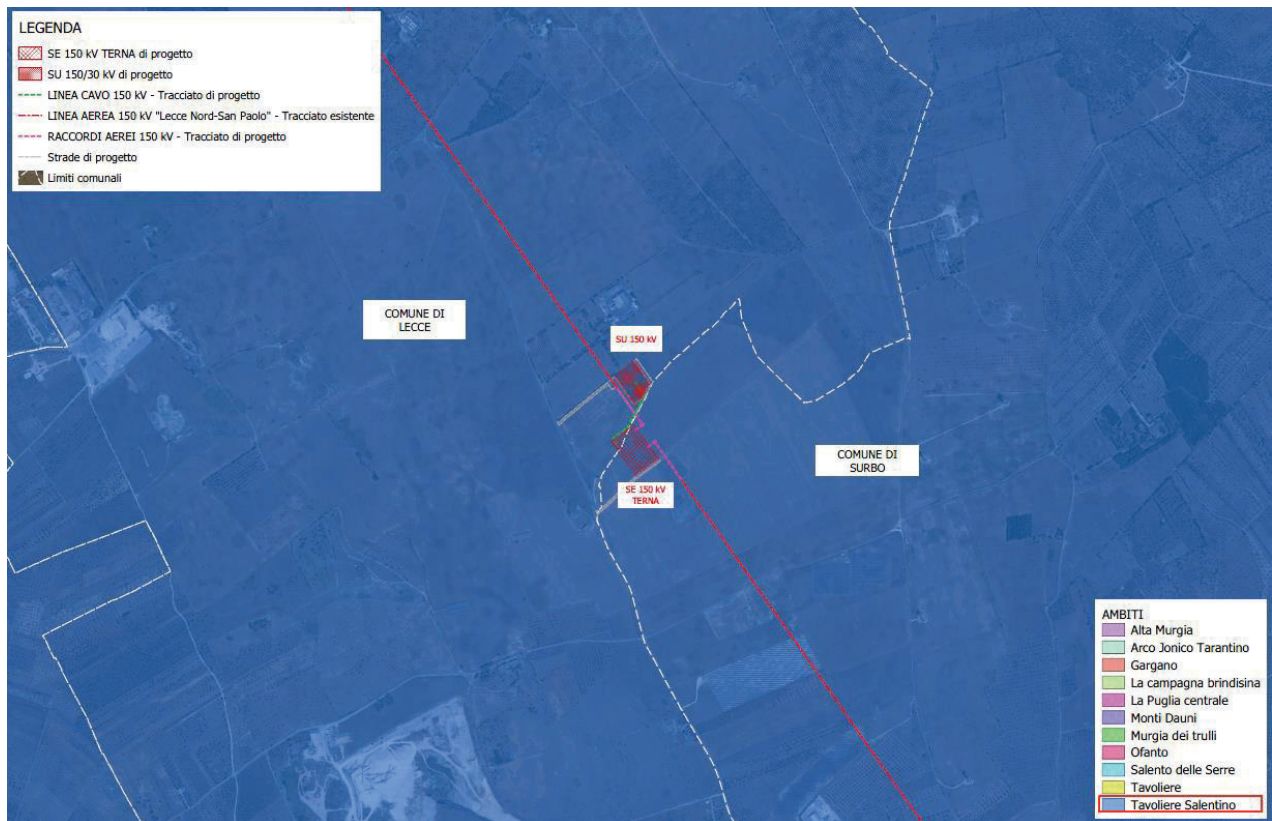 LEGENDA
SE 150 kV TERNA di progetto
SU 150/30 kV di progetto
LINEA CAVO 150 kV - Tracciato di progetto
LINEA AEREA 150 kV "Lecce Nord-San Paolo" - Tracciato esistente
RACCORDI AEREI 150 kV - Tracciato di progetto
Strade di progetto
Limiti comunali
COMUNE DI
LECCE
SU 150 kV
COMUNE DI
SURBO
SE 150 kV
TERNA
AMBITI
Alta Murgia
Arco Jonico Tarantino
Gargano
La campagna brindisina
La Puglia centrale
Monti Dauni
Murgia dei trulli
Ofanto
Salento delle Serre
Tavoliere
Tavoliere Salentino